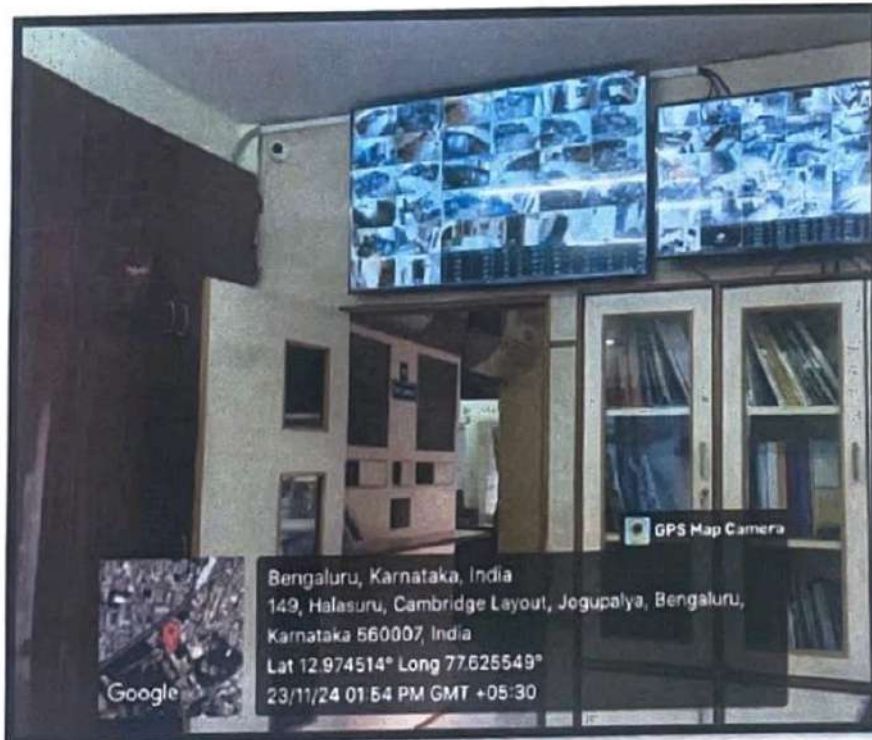 GPS Map Camera
Bengaluru, Karnataka, India
149, Halasuru, Cambridge Layout, Jogupalya, Bengaluru,
Karnataka 560007, India
Lat 12.974514° Long 77.625549°
23/11/24 01:54 PM GMT +05:30
Google